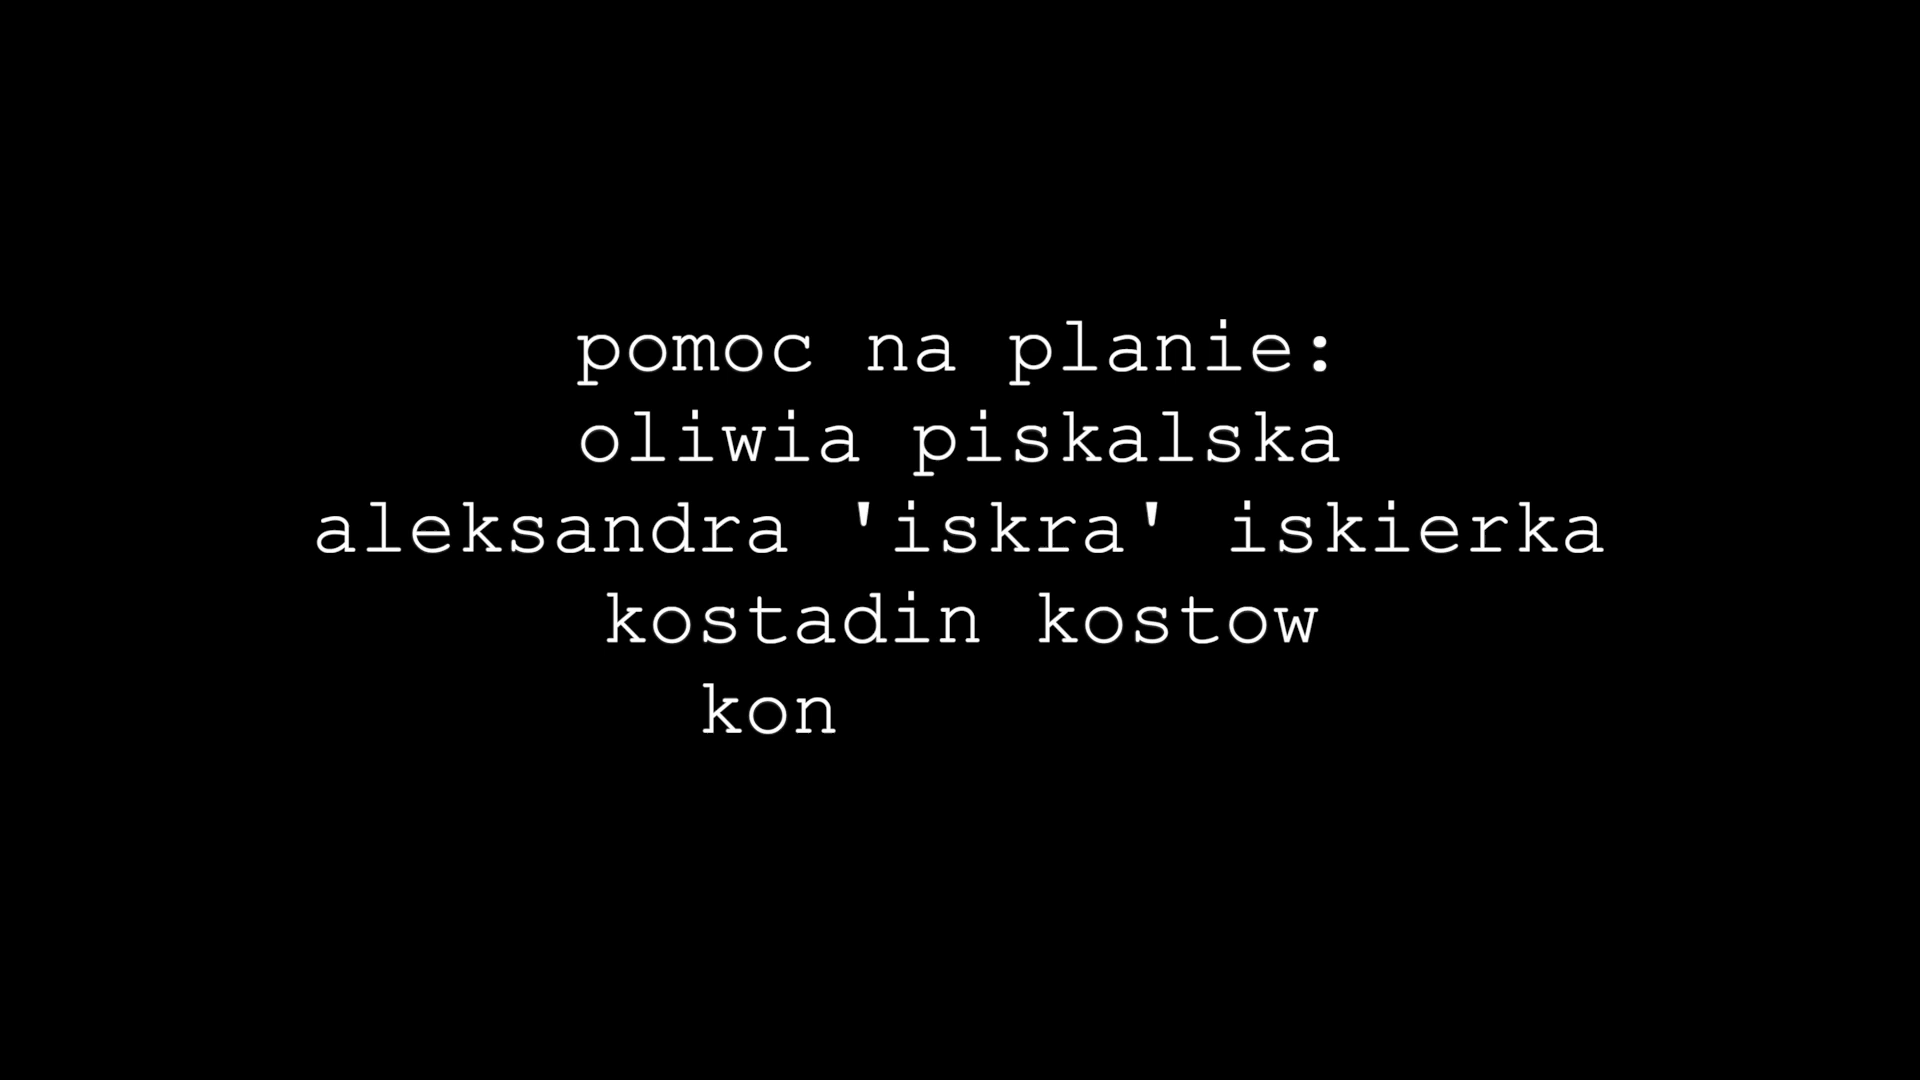 pomoc na planie:
oliwia piskalska
aleksandra 'iskra' iskierka
kostadin kostow
kon